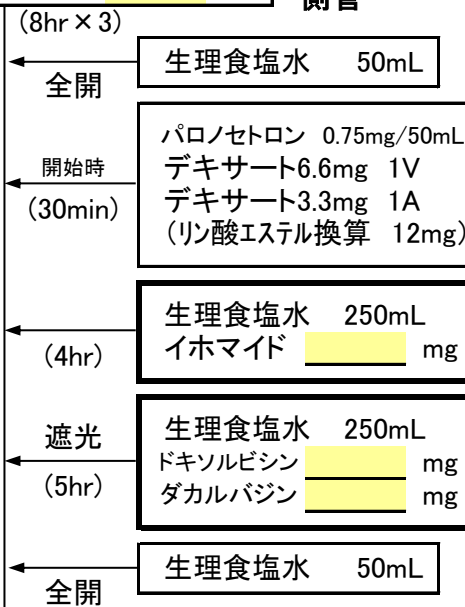 側管
(8hr×3)
生理食塩水 50mL
全開
パロノセトロン 0.75mg/50mL
開始時
デキサート6.6mg 1V
(30min)
デキサート3.3mg 1A
(リン酸エステル換算 12mg)
生理食塩水 250mL
イホマイド mg
(4hr)
遮光
生理食塩水 250mL
ドキソルビシン mg
(5hr)
ダカルバジン mg
生理食塩水 50mL
全開